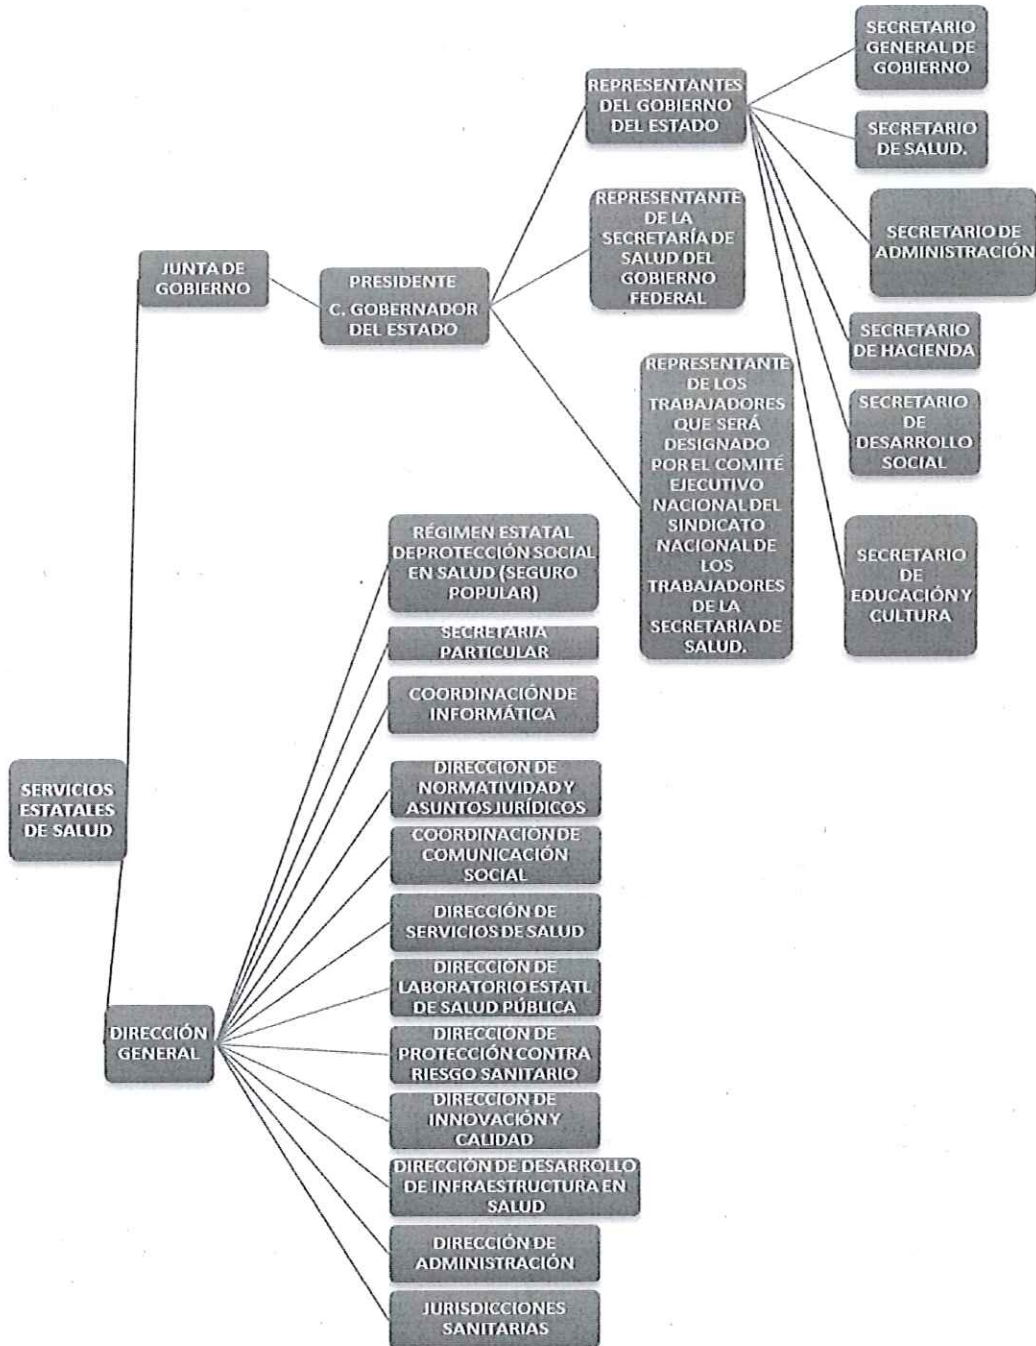 SERVICIOS
ESTATALES
DE SALUD
JUNTA DE
GOBIERNO
PRESIDENTE
C. GOBERNADOR
DEL ESTADO
REPRESENTANTES
DEL GOBIERNO
DEL ESTADO
SECRETARIO
GENERAL DE
GOBIERNO
SECRETARIO
DE SALUD.
SECRETARIO DE
ADMINISTRACIÓN
SECRETARIO
DE HACIENDA
SECRETARIO
DE
DESARROLLO
SOCIAL
SECRETARIO
DE
EDUCACIÓN Y
CULTURA
REPRESENTANTE
DE LA
SECRETARÍA DE
SALUD DEL
GOBIERNO
FEDERAL
REPRESENTANTE
DE LOS
TRABAJADORES
QUE SERÁ
DESIGNADO
POR EL COMITÉ
EJECUTIVO
NACIONAL DEL
SINDICATO
NACIONAL DE
LOS
TRABAJADORES
DE LA
SECRETARIA DE
SALUD.
DIRECCIÓN
GENERAL
RÉGIMEN ESTATAL
DEPROTECCIÓN SOCIAL
EN SALUD (SEGURO
POPULAR)
SECRETARIA
PARTICULAR
COORDINACIÓN DE
INFORMÁTICA
DIRECCIÓN DE
NORMATIVIDAD Y
ASUNTOS JURÍDICOS
COORDINACIÓN DE
COMUNICACIÓN
SOCIAL
DIRECCIÓN DE
SERVICIOS DE SALUD
DIRECCIÓN DE
LABORATORIO ESTATL
DE SALUD PÚBLICA
DIRECCIÓN DE
PROTECCIÓN CONTRA
RIESGO SANITARIO
DIRECCION DE
INNOVACIÓN Y
CALIDAD
DIRECCIÓN DE DESARROLLO
DE INFRAESTRUCTURA EN
SALUD
DIRECCIÓN DE
ADMINISTRACIÓN
JURISDICCIONES
SANITARIAS